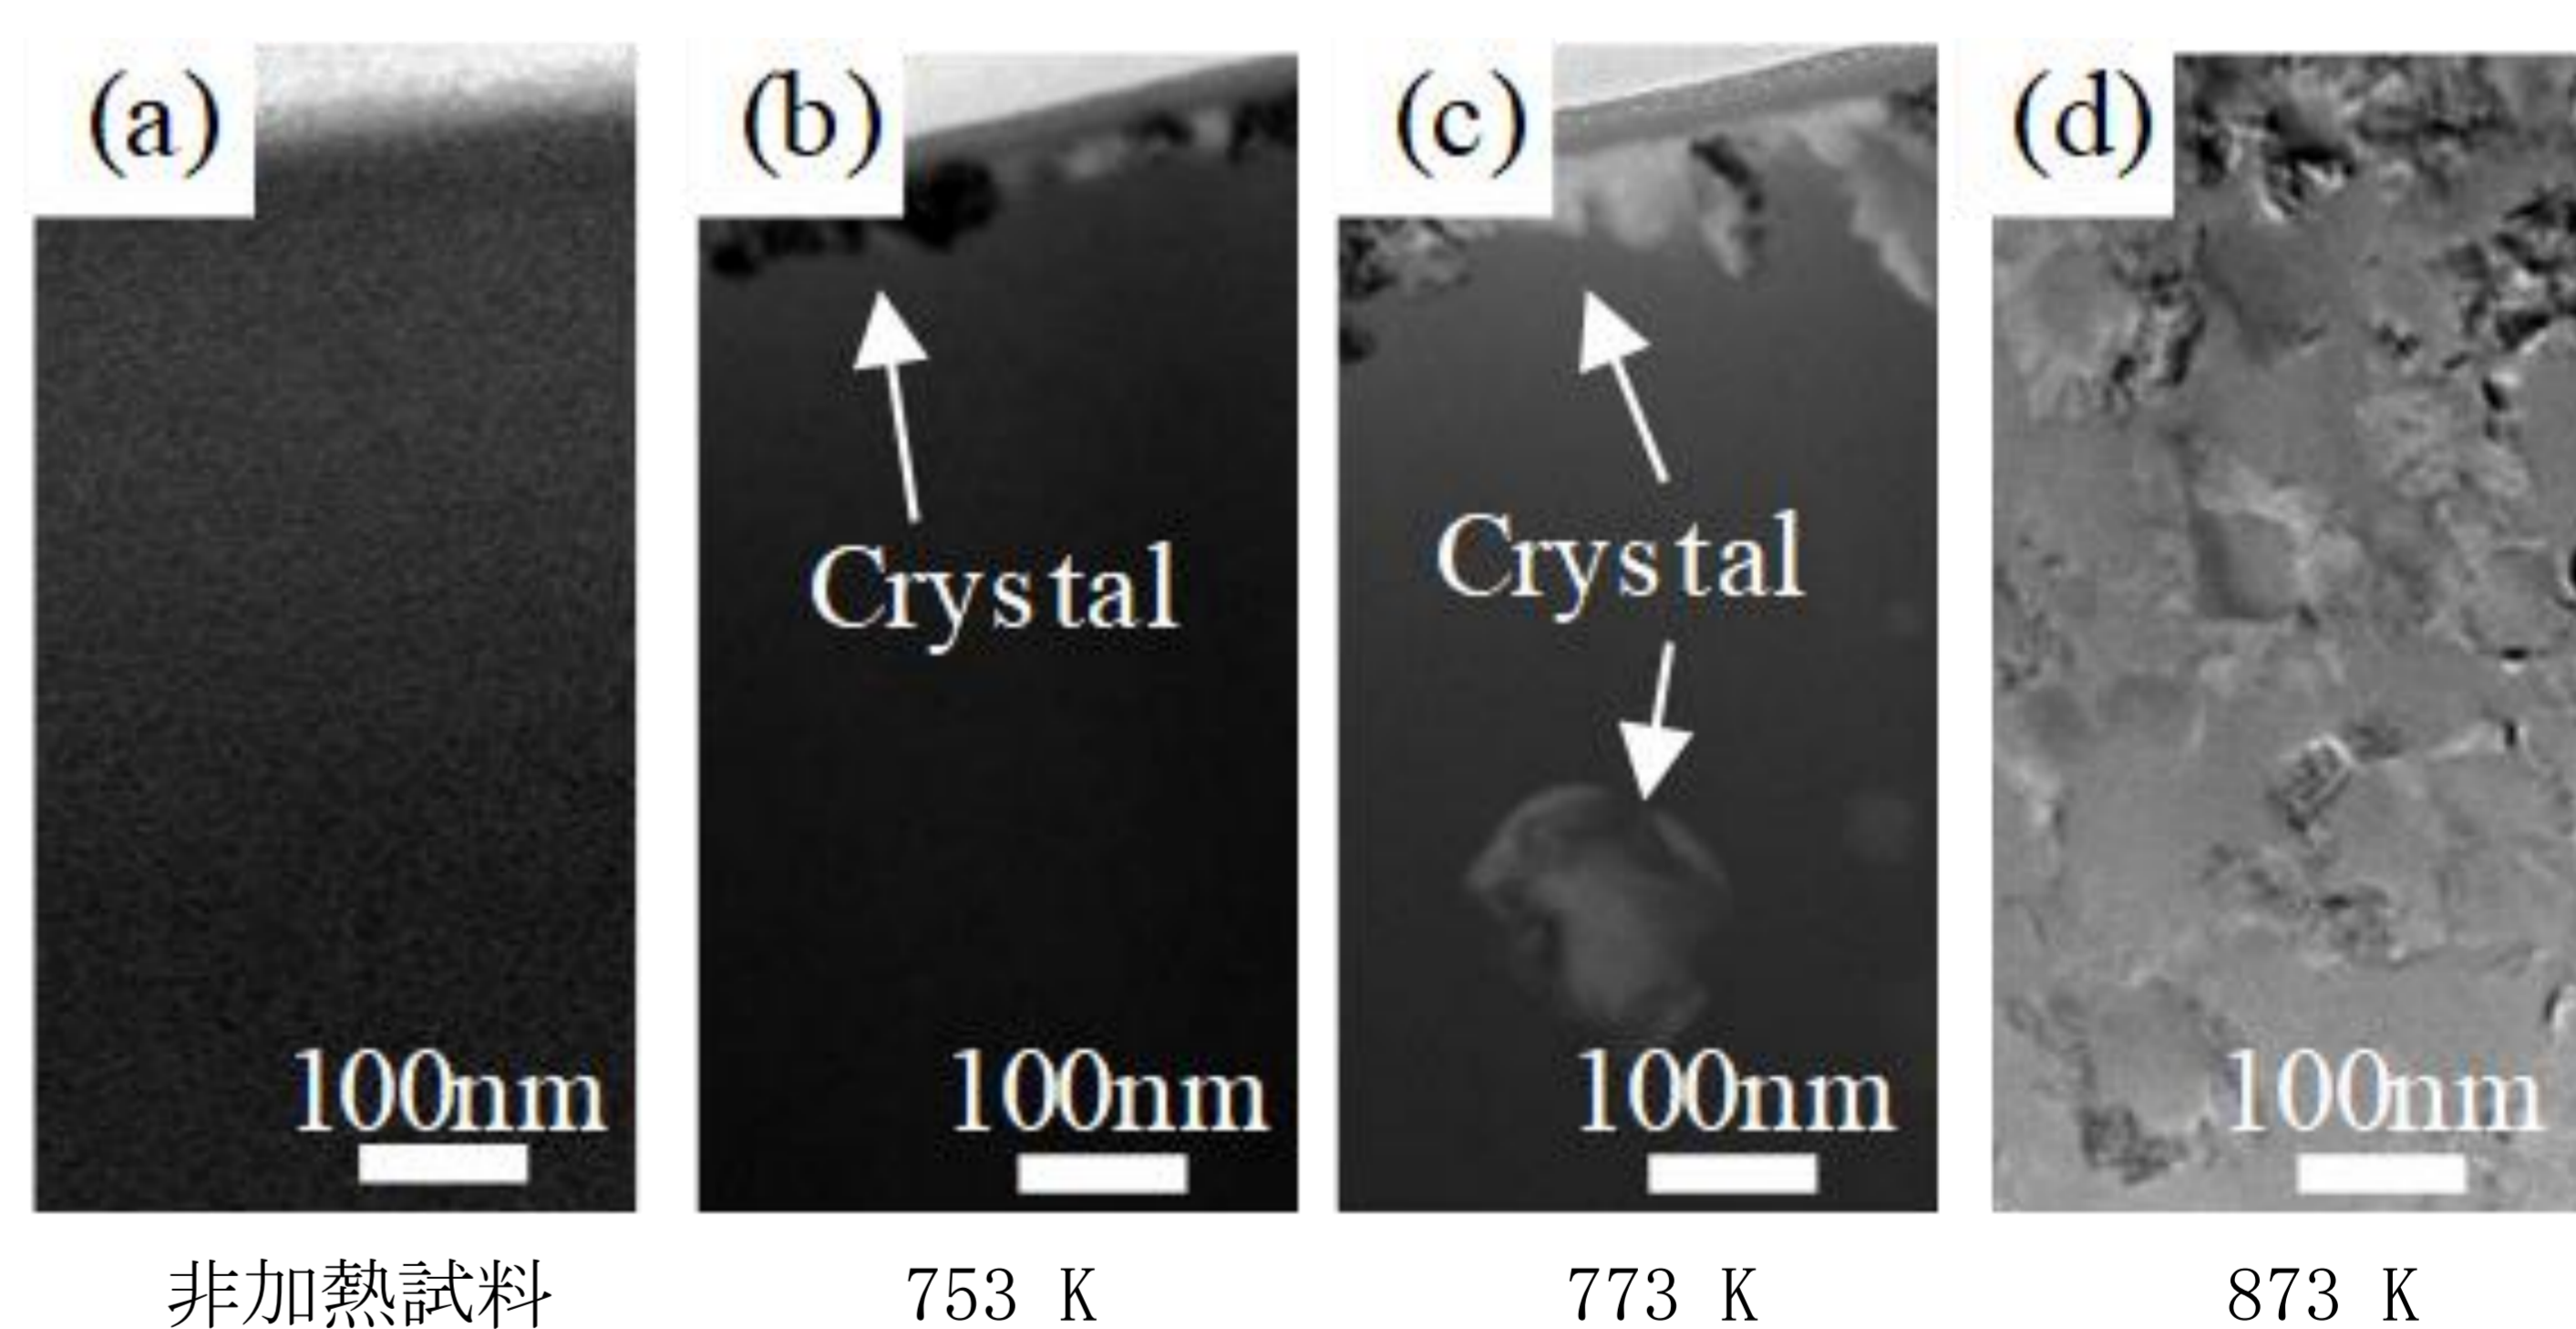 (a)
(b)
(c)
(d)
Crystal
Crystal
100nm
100nm
100nm
100nm
非加熱試料
753 K
773 K
873 K